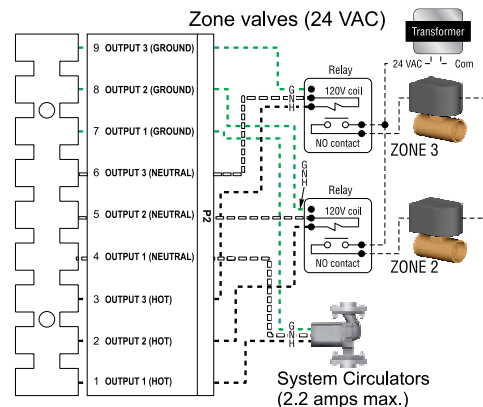 Zone valves (24 VAC)
Transformer
24 VAC
Com
9 OUTPUT 3 (GROUND)
8 OUTPUT 2 (GROUND)
7 OUTPUT 1 (GROUND)
6 OUTPUT 3 (NEUTRAL)
5 OUTPUT 2 (NEUTRAL)
4 OUTPUT 1 (NEUTRAL)
3 OUTPUT 3 (HOT)
2 OUTPUT 2 (HOT)
1 OUTPUT 1 (HOT)
P2
Relay
G
N
H
120V coil
NO contact
ZONE 3
G
N
H
Relay
120V coil
NO contact
ZONE 2
G
N
H
System Circulators
(2.2 amps max.)